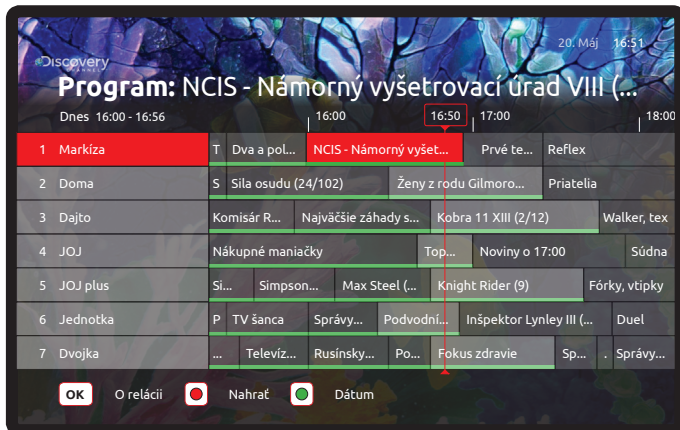 20. Máj 16:51
Discovery
CHANNEL
Program: NCIS - Námorný vyšetrovací úrad VIII (...
Dnes 16:00 - 16:56 16:00 16:50 17:00 18:00
1 Markíza T Dva a pol... NCIS - Námorný vyšet... Prvé te... Reflex
2 Doma S Sila osudu (24/102) Ženy z rodu Gilmoro... Priatelia
3 Dajto Komisár R... Najväčšie záhady s... Kobra 11 XIII (2/12) Walker, tex
4 JOJ Nákupné maniačky Top... Noviny o 17:00 Súdna
5 JOJ plus Si... Simpson... Max Steel (... Knight Rider (9) Fórky, vtipky
6 Jednotka P TV šanca Správy... Podvodní... Inšpektor Lynley III (... Duel
7 Dvojka ... Televíz... Rusínsky... Po... Fokus zdravie Sp... . Správy...
OK O relácii Nahrať Dátum